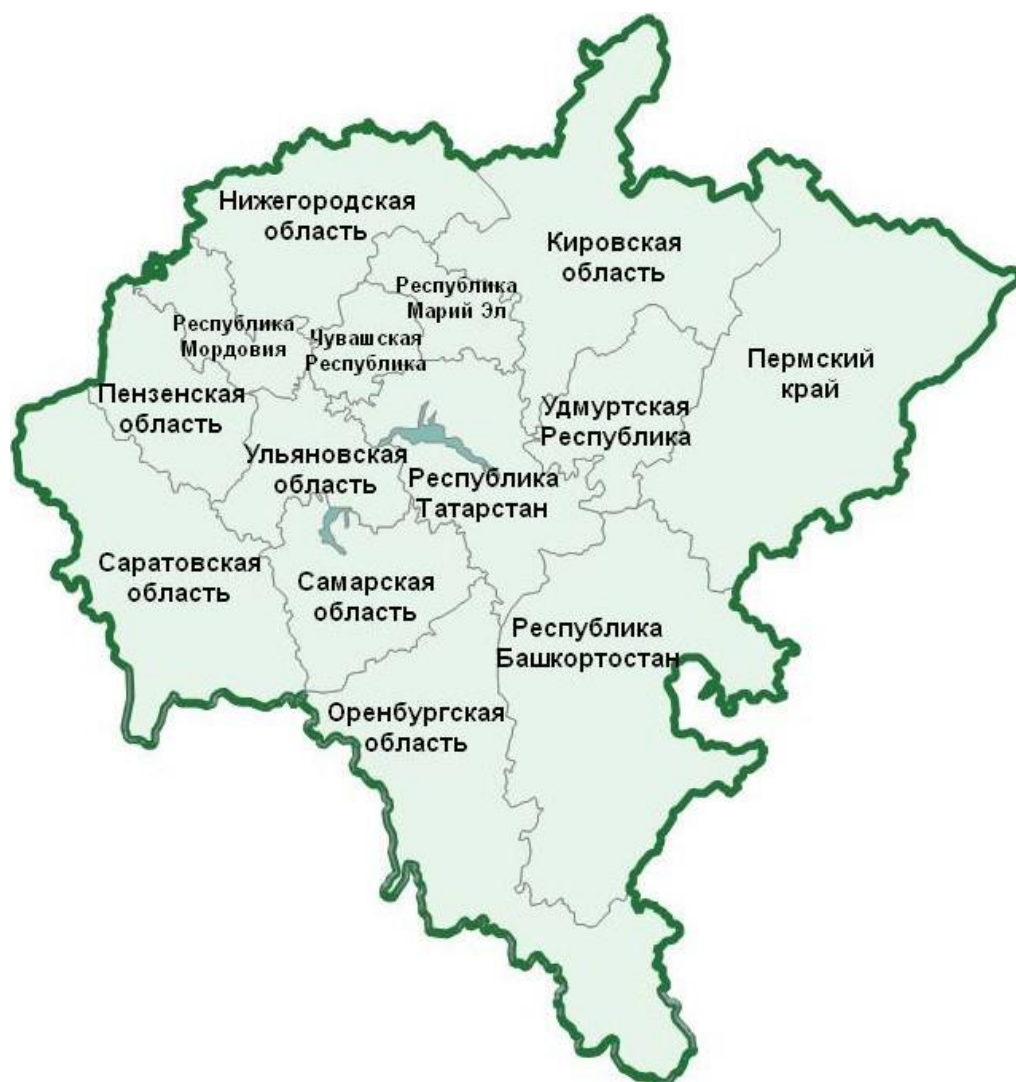 Нижегородская
область
Кировская
область
Республика
Марий Эл
Республика
Мордовия
Чувашская
Республика
Пермский
край
Пензенская
область
Удмуртская
Республика
Ульяновская
область
Республика
Татарстан
Саратовская
область
Самарская
область
Республика
Башкортостан
Оренбургская
область